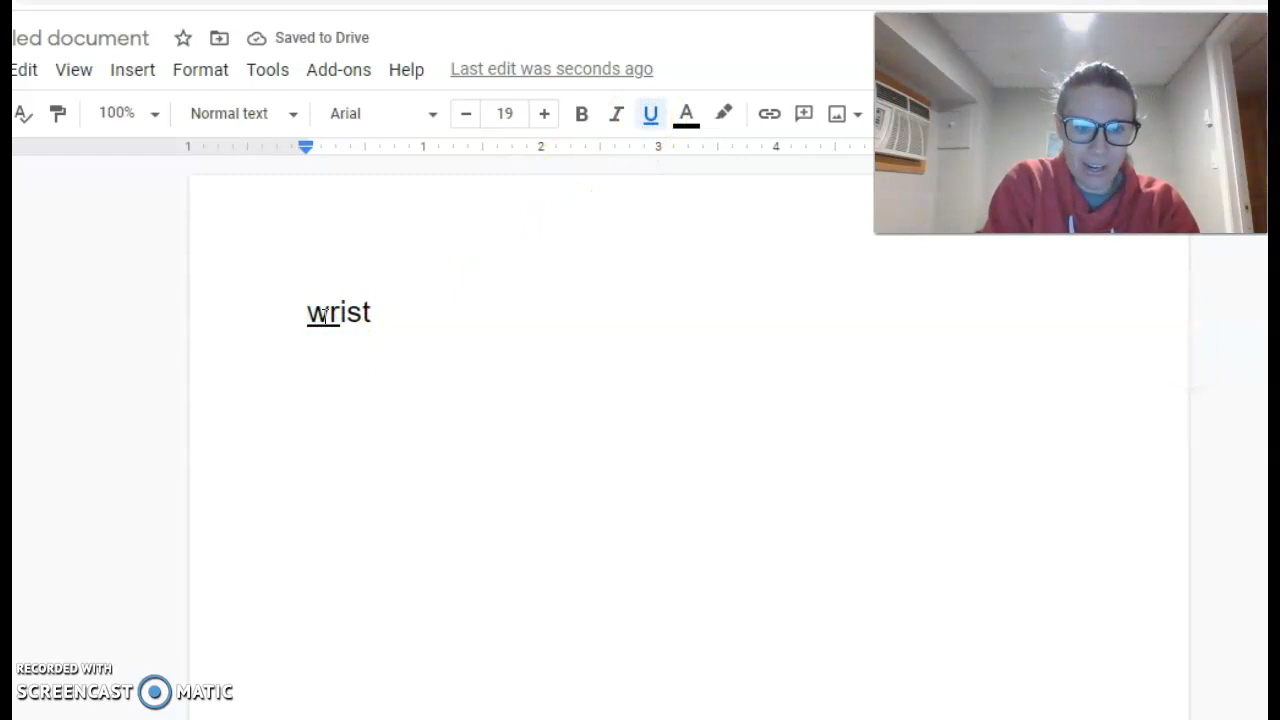 led document Saved to Drive
Edit View Insert Format Tools Add-ons Help Last edit was seconds ago
100% Normal text Arial 19 B I U A
1 1 2 3 4
wrist
RECORDED WITH
SCREENCAST MATIC